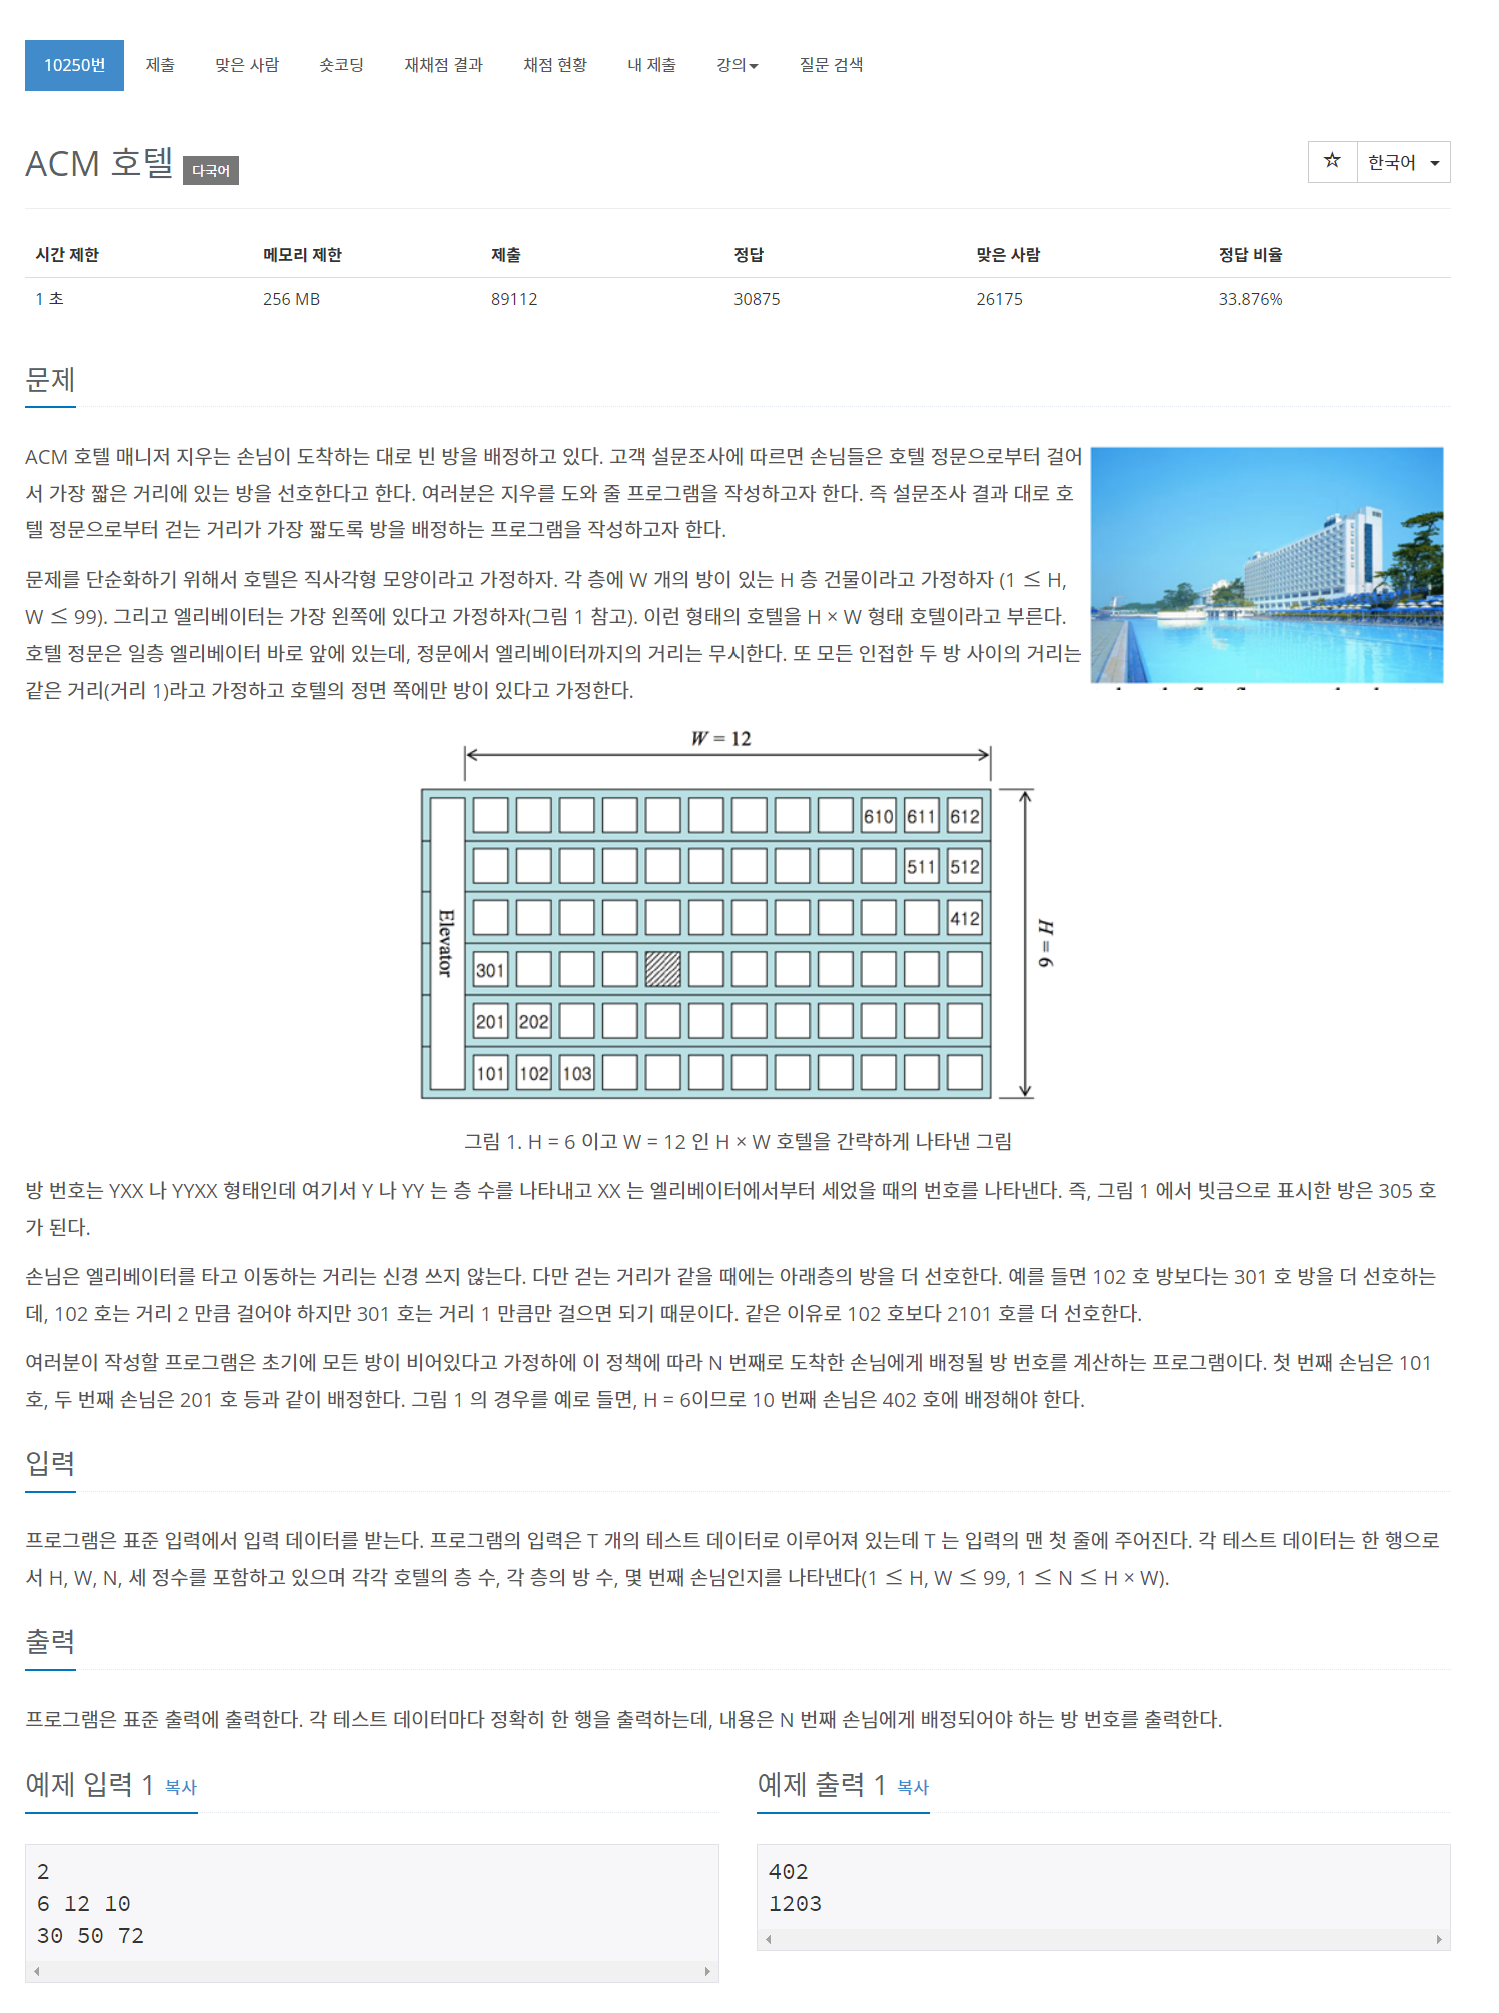 10250번 제출 맞은 사람 숏코딩 재채점 결과 채점 현황 내 제출 강의 질문 검색
ACM 호텔 다국어
☆ 한국어
시간 제한 메모리 제한 제출 정답 맞은 사람 정답 비율
1 초 256 MB 89112 30875 26175 33.876%
문제
ACM 호텔 매니저 지우는 손님이 도착하는 대로 빈 방을 배정하고 있다. 고객 설문조사에 따르면 손님들은 호텔 정문으로부터 걸어
서 가장 짧은 거리에 있는 방을 선호한다고 한다. 여러분은 지우를 도와 줄 프로그램을 작성하고자 한다. 즉 설문조사 결과 대로 호
텔 정문으로부터 걷는 거리가 가장 짧도록 방을 배정하는 프로그램을 작성하고자 한다.
문제를 단순화하기 위해서 호텔은 직사각형 모양이라고 가정하자. 각 층에 W 개의 방이 있는 H 층 건물이라고 가정하자 (1 ≤ H,
W ≤ 99). 그리고 엘리베이터는 가장 왼쪽에 있다고 가정하자(그림 1 참고). 이런 형태의 호텔을 H × W 형태 호텔이라고 부른다.
호텔 정문은 일층 엘리베이터 바로 앞에 있는데, 정문에서 엘리베이터까지의 거리는 무시한다. 또 모든 인접한 두 방 사이의 거리는
같은 거리(거리 1)라고 가정하고 호텔의 정면 쪽에만 방이 있다고 가정한다.
W = 12
610 611 612
511 512
412
Elevator
H = 6
301
201 202
101 102 103
그림 1. H = 6 이고 W = 12 인 H × W 호텔을 간략하게 나타낸 그림
방 번호는 YXX 나 YYXX 형태인데 여기서 Y 나 YY 는 층 수를 나타내고 XX 는 엘리베이터에서부터 세었을 때의 번호를 나타낸다. 즉, 그림 1 에서 빗금으로 표시한 방은 305 호
가 된다.
손님은 엘리베이터를 타고 이동하는 거리는 신경 쓰지 않는다. 다만 걷는 거리가 같을 때에는 아래층의 방을 더 선호한다. 예를 들면 102 호 방보다는 301 호 방을 더 선호하는
데, 102 호는 거리 2 만큼 걸어야 하지만 301 호는 거리 1 만큼만 걸으면 되기 때문이다. 같은 이유로 102 호보다 2101 호를 더 선호한다.
여러분이 작성할 프로그램은 초기에 모든 방이 비어있다고 가정하에 이 정책에 따라 N 번째로 도착한 손님에게 배정될 방 번호를 계산하는 프로그램이다. 첫 번째 손님은 101
호, 두 번째 손님은 201 호 등과 같이 배정한다. 그림 1 의 경우를 예로 들면, H = 6이므로 10 번째 손님은 402 호에 배정해야 한다.
입력
프로그램은 표준 입력에서 입력 데이터를 받는다. 프로그램의 입력은 T 개의 테스트 데이터로 이루어져 있는데 T 는 입력의 맨 첫 줄에 주어진다. 각 테스트 데이터는 한 행으로
서 H, W, N, 세 정수를 포함하고 있으며 각각 호텔의 층 수, 각 층의 방 수, 몇 번째 손님인지를 나타낸다(1 ≤ H, W ≤ 99, 1 ≤ N ≤ H × W).
출력
프로그램은 표준 출력에 출력한다. 각 테스트 데이터마다 정확히 한 행을 출력하는데, 내용은 N 번째 손님에게 배정되어야 하는 방 번호를 출력한다.
예제 입력 1 복사
2
6 12 10
30 50 72
예제 출력 1 복사
402
1203